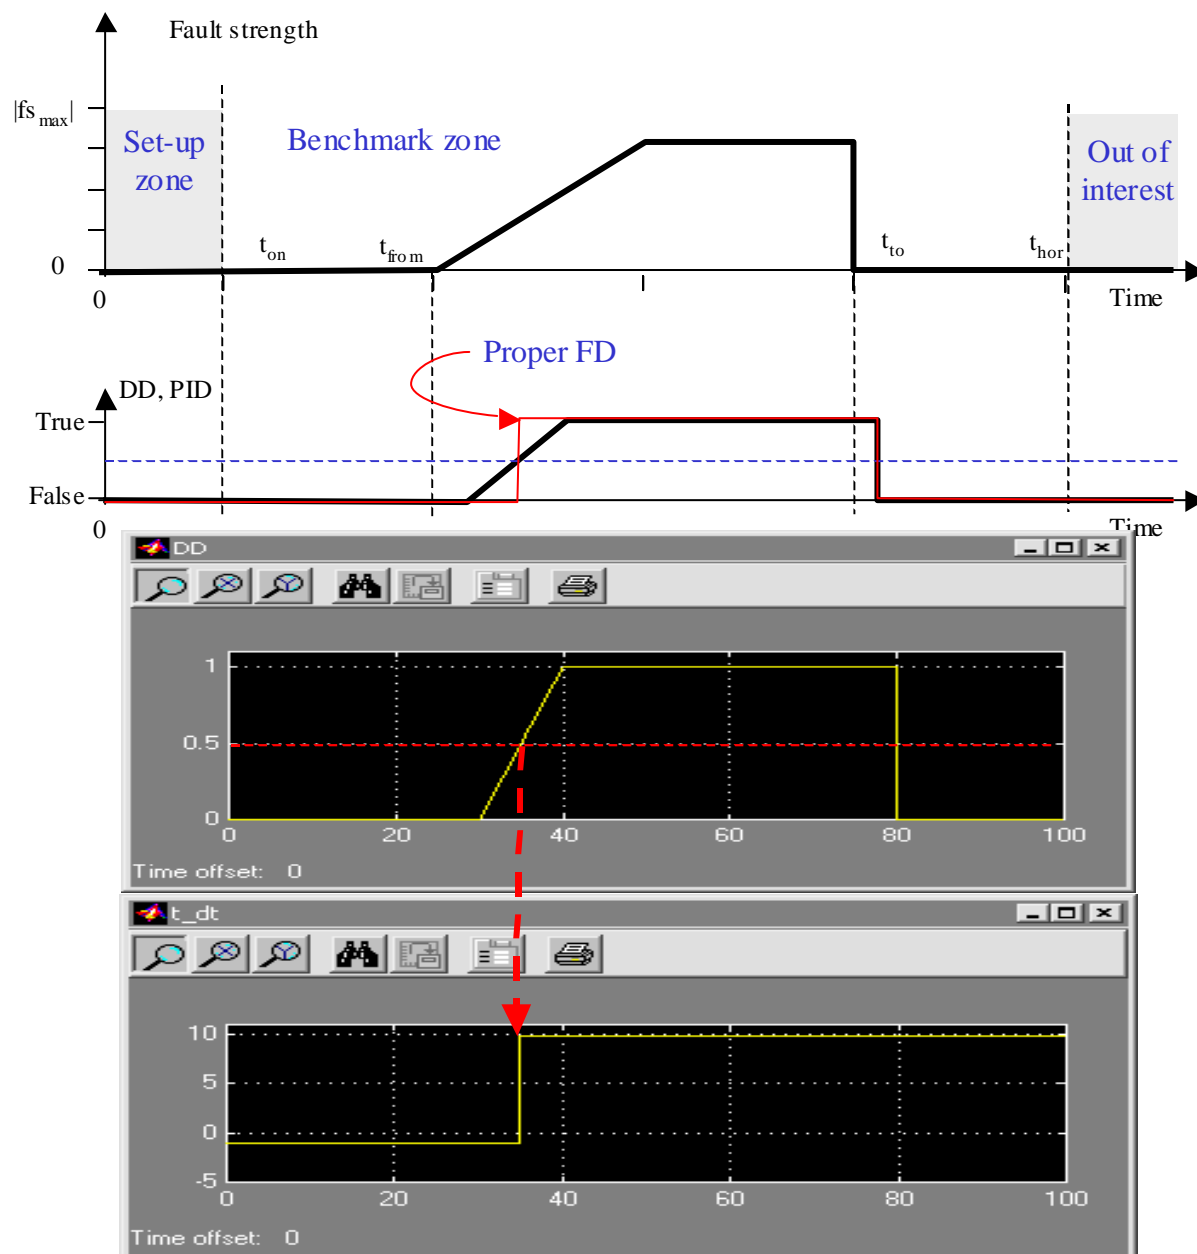 Fault strength
|fs max|
Set-up
zone
Benchmark zone
Out of
interest
t on
t from
t to
t hor
0
0
Time
Proper FD
DD, PID
True
False
0
Time
DD
1
0.5
0
0 20 40 60 80 100
Time offset: 0
t_dt
10
5
0
-5
0 20 40 60 80 100
Time offset: 0